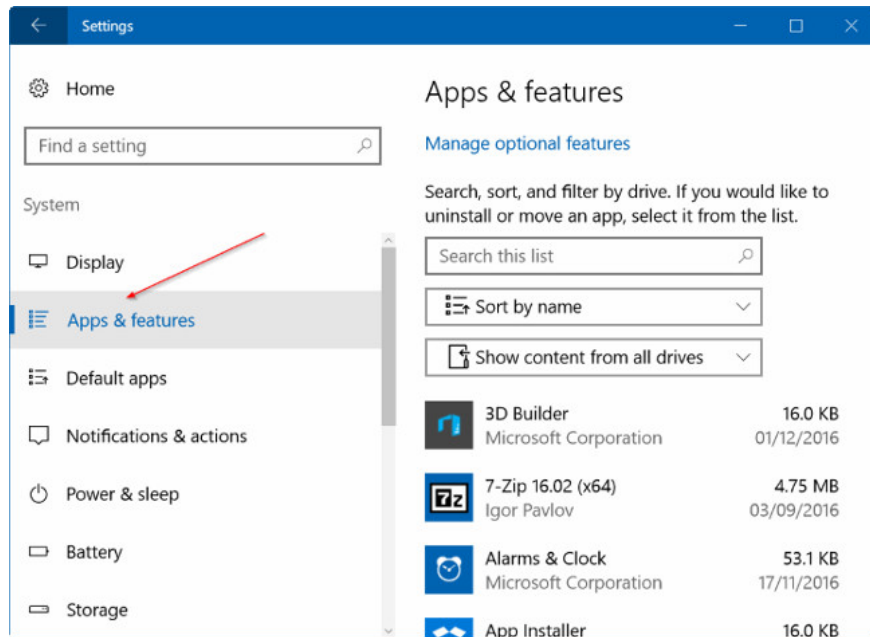 Settings
Home
Find a setting
System
Display
Apps & features
Default apps
Notifications & actions
Power & sleep
Battery
Storage
Apps & features
Manage optional features
Search, sort, and filter by drive. If you would like to
uninstall or move an app, select it from the list.
Search this list
Sort by name
Show content from all drives
3D Builder 16.0 KB
Microsoft Corporation 01/12/2016
7z
7-Zip 16.02 (x64) 4.75 MB
Igor Pavlov 03/09/2016
Alarms & Clock 53.1 KB
Microsoft Corporation 17/11/2016
App Installer 16.0 KB